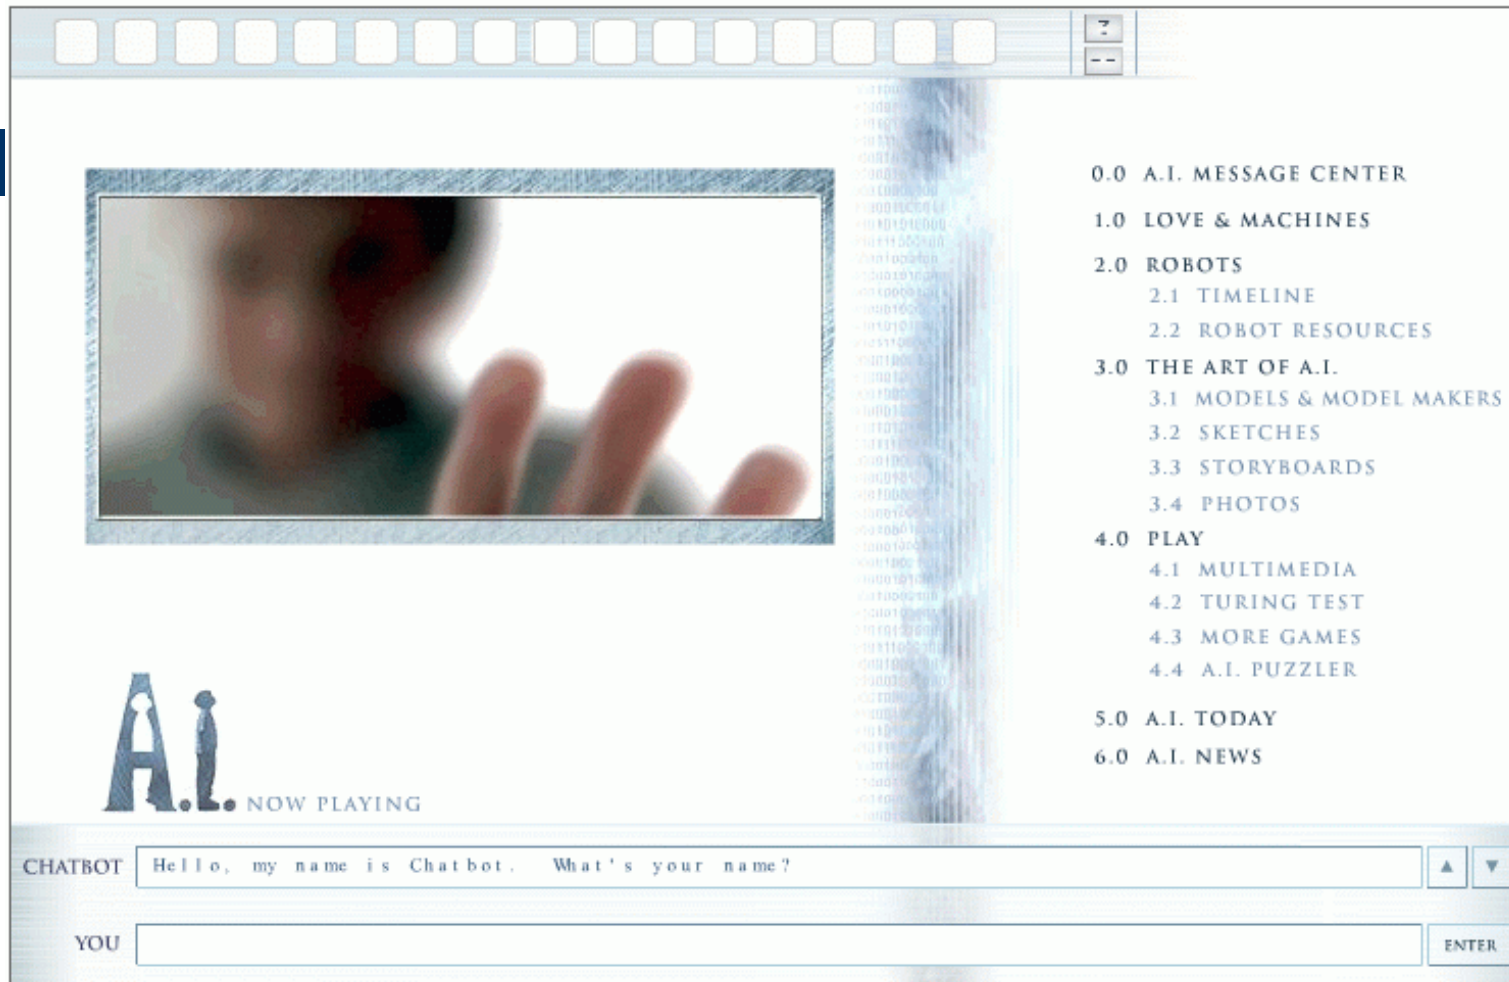 ?
--
0.0 A.I. MESSAGE CENTER
1.0 LOVE & MACHINES
2.0 ROBOTS
2.1 TIMELINE
2.2 ROBOT RESOURCES
3.0 THE ART OF A.I.
3.1 MODELS & MODEL MAKERS
3.2 SKETCHES
3.3 STORYBOARDS
3.4 PHOTOS
4.0 PLAY
4.1 MULTIMEDIA
4.2 TURING TEST
4.3 MORE GAMES
4.4 A.I. PUZZLER
5.0 A.I. TODAY
6.0 A.I. NEWS
A.I. NOW PLAYING
CHATBOT Hello, my name is Chatbot. What's your name?
YOU ENTER